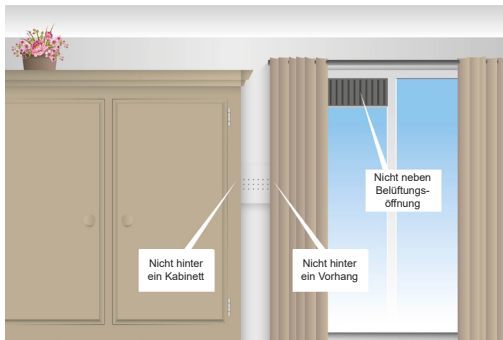 Nicht neben
Belüftungs-
öffnung
Nicht hinter
ein Kabinett
Nicht hinter
ein Vorhang